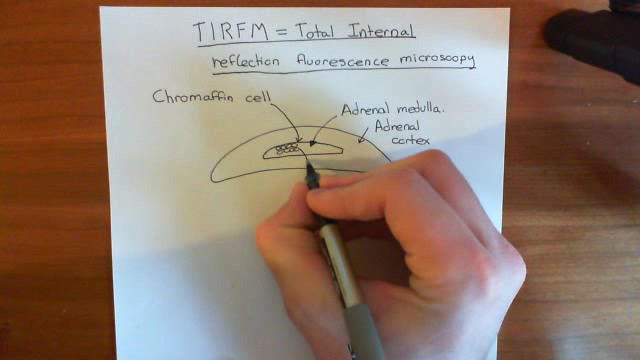 TIRFM = Total Internal
reflection fluorescence microscopy
Chromaffin cell
Adrenal medulla.
Adrenal
cortex